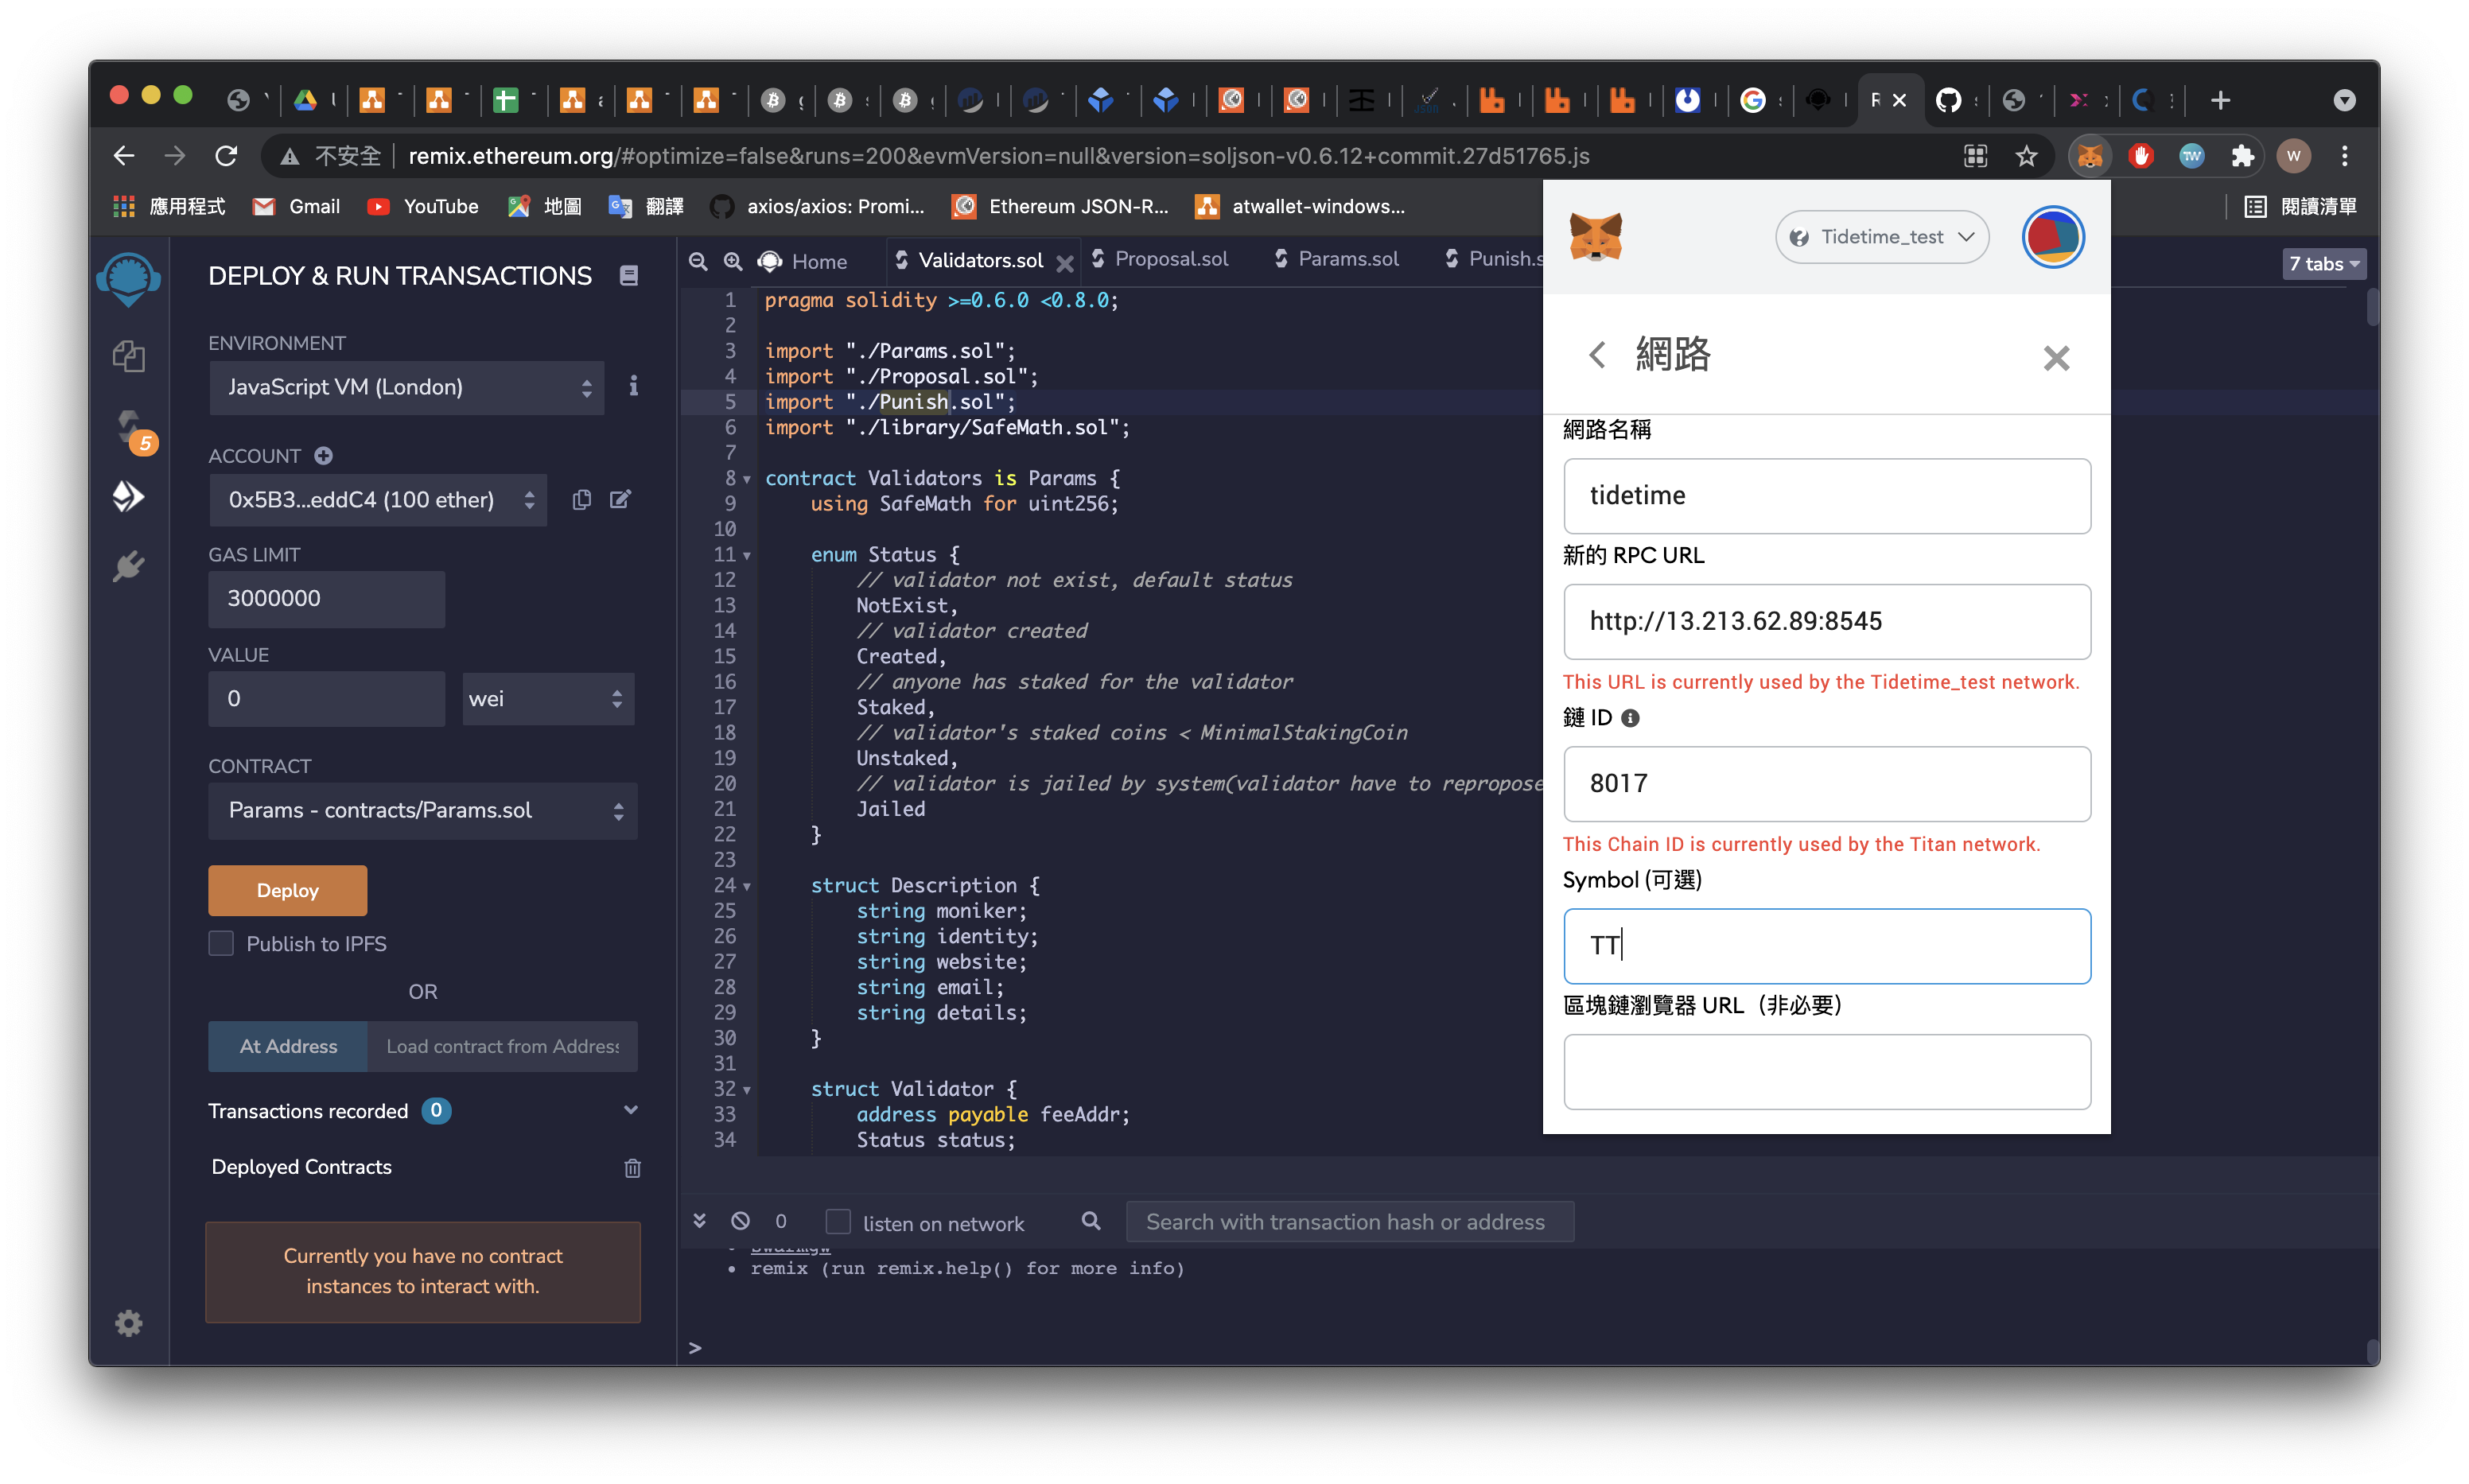 不安全 remix.ethereum.org/#optimize=false&runs=200&evmVersion=null&version=soljson-v0.6.12+commit.27d51765.js
W
應用程式 Gmail YouTube 地圖 翻譯 axios/axios: Promi... Ethereum JSON-R... atwallet-windows... 閱讀清單
DEPLOY & RUN TRANSACTIONS
ENVIRONMENT
JavaScript VM (London)
5
ACCOUNT
0x5B3...eddC4 (100 ether)
GAS LIMIT
3000000
VALUE
0 wei
CONTRACT
Params - contracts/Params.sol
Deploy
Publish to IPFS
OR
At Address Load contract from Address
Transactions recorded 0
Deployed Contracts
Currently you have no contract
instances to interact with.
Home Validators.sol Proposal.sol Params.sol Punish.s 7 tabs
1 pragma solidity >=0.6.0 <0.8.0;
2
3 import "./Params.sol";
4 import "./Proposal.sol";
5 import "./Punish.sol";
6 import "./library/SafeMath.sol";
7
8 contract Validators is Params {
9 using SafeMath for uint256;
10
11 enum Status {
12 // validator not exist, default status
13 NotExist,
14 // validator created
15 Created,
16 // anyone has staked for the validator
17 Staked,
18 // validator's staked coins < MinimalStakingCoin
19 Unstaked,
20 // validator is jailed by system(validator have to repropose
21 Jailed
22 }
23
24 struct Description {
25 string moniker;
26 string identity;
27 string website;
28 string email;
29 string details;
30 }
31
32 struct Validator {
33 address payable feeAddr;
34 Status status;
0 listen on network Search with transaction hash or address
remix (run remix.help() for more info)
>
Tidetime_test
網路
網路名稱
tidetime
新的 RPC URL
http://13.213.62.89:8545
This URL is currently used by the Tidetime_test network.
鏈 ID
8017
This Chain ID is currently used by the Titan network.
Symbol (可選)
TT
區塊鏈瀏覽器 URL（非必要）